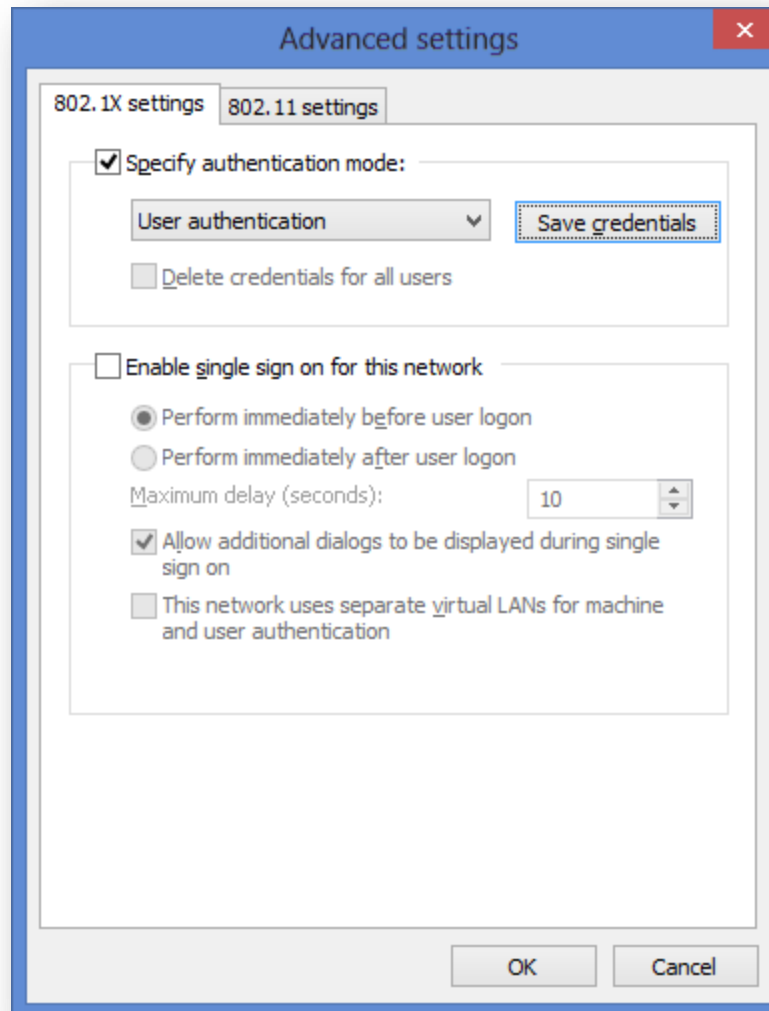 Advanced settings
802.1X settings
802.11 settings
Specify authentication mode:
User authentication
Save credentials
Delete credentials for all users
Enable single sign on for this network
Perform immediately before user logon
Perform immediately after user logon
Maximum delay (seconds):
10
Allow additional dialogs to be displayed during single
sign on
This network uses separate virtual LANs for machine
and user authentication
OK
Cancel